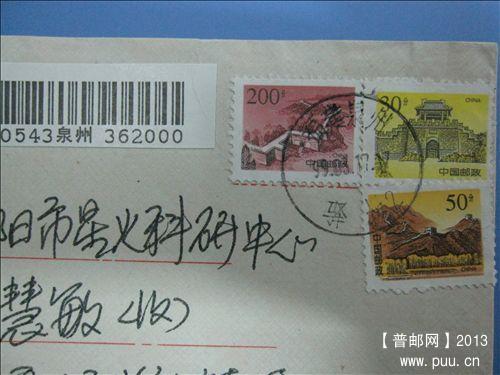 200分
30分
CHINA
中国邮政
中国邮政
50分
中国邮政
CHINA
0543泉州 362000
阳市星火科研中心
慧敏(收)
【普邮网】2013
www.puu.cn